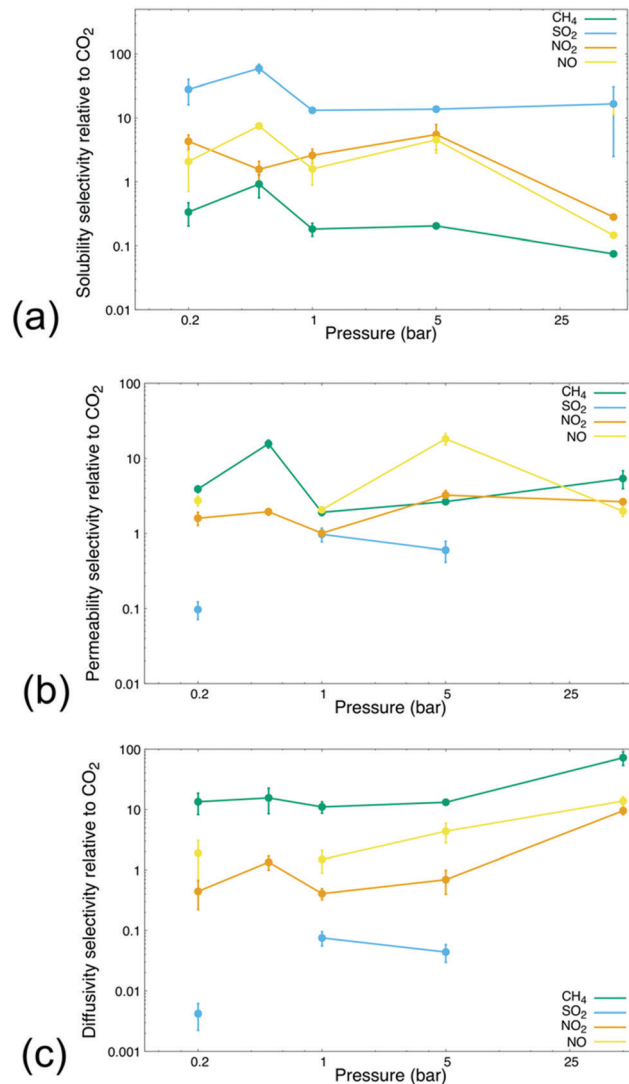 (a)
Solubility selectivity relative to CO₂
100
10
1
0.1
0.01
0.2
1
5
25
Pressure (bar)
CH₄
SO₂
NO₂
NO
(b)
Permeability selectivity relative to CO₂
100
10
1
0.1
0.01
0.2
1
5
25
Pressure (bar)
CH₄
SO₂
NO₂
NO
(c)
Diffusivity selectivity relative to CO₂
100
10
1
0.1
0.01
0.001
0.2
1
5
25
Pressure (bar)
CH₄
SO₂
NO₂
NO